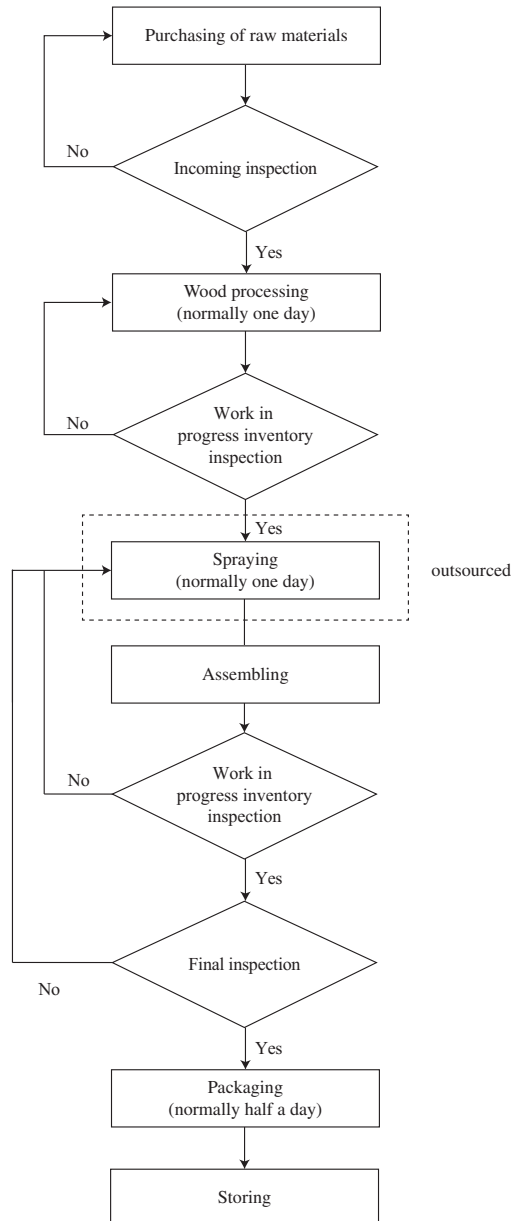 Purchasing of raw materials
No
Incoming inspection
Yes
Wood processing
(normally one day)
No
Work in
progress inventory
inspection
Yes
Spraying
(normally one day)
outsourced
Assembling
No
Work in
progress inventory
inspection
Yes
Final inspection
No
Yes
Packaging
(normally half a day)
Storing